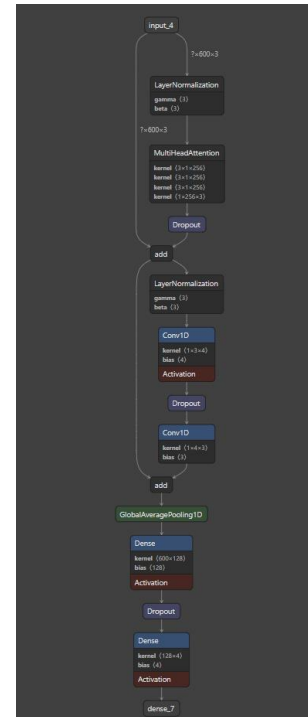 input_4
?×600×3
LayerNormalization
gamma ⟨3⟩
beta ⟨3⟩
?×600×3
MultiHeadAttention
kernel ⟨3×1×256⟩
kernel ⟨3×1×256⟩
kernel ⟨3×1×256⟩
kernel ⟨1×256×3⟩
Dropout
add
LayerNormalization
gamma ⟨3⟩
beta ⟨3⟩
Conv1D
kernel ⟨1×3×4⟩
bias ⟨4⟩
Activation
Dropout
Conv1D
kernel ⟨1×4×3⟩
bias ⟨3⟩
add
GlobalAveragePooling1D
Dense
kernel ⟨600×128⟩
bias ⟨128⟩
Activation
Dropout
Dense
kernel ⟨128×4⟩
bias ⟨4⟩
Activation
dense_7